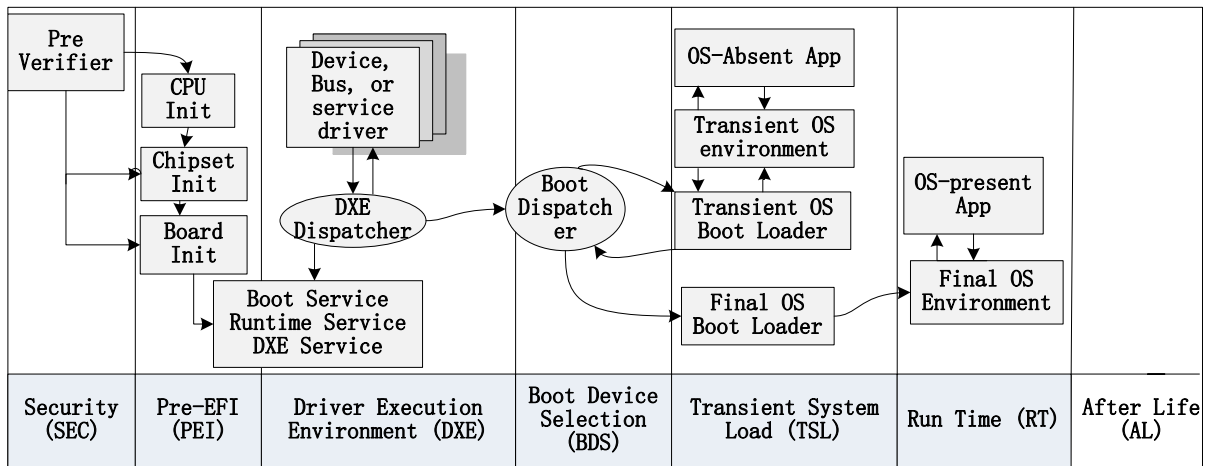 Pre
Verifier
CPU
Init
Chipset
Init
Board
Init
Device,
Bus, or
service
driver
DXE
Dispatcher
Boot Service
Runtime Service
DXE Service
Boot
Dispatch
er
OS-Absent App
Transient OS
environment
Transient OS
Boot Loader
Final OS
Boot Loader
OS-present
App
Final OS
Environment
Security
(SEC)
Pre-EFI
(PEI)
Driver Execution
Environment (DXE)
Boot Device
Selection
(BDS)
Transient System
Load (TSL)
Run Time (RT)
After Life
(AL)